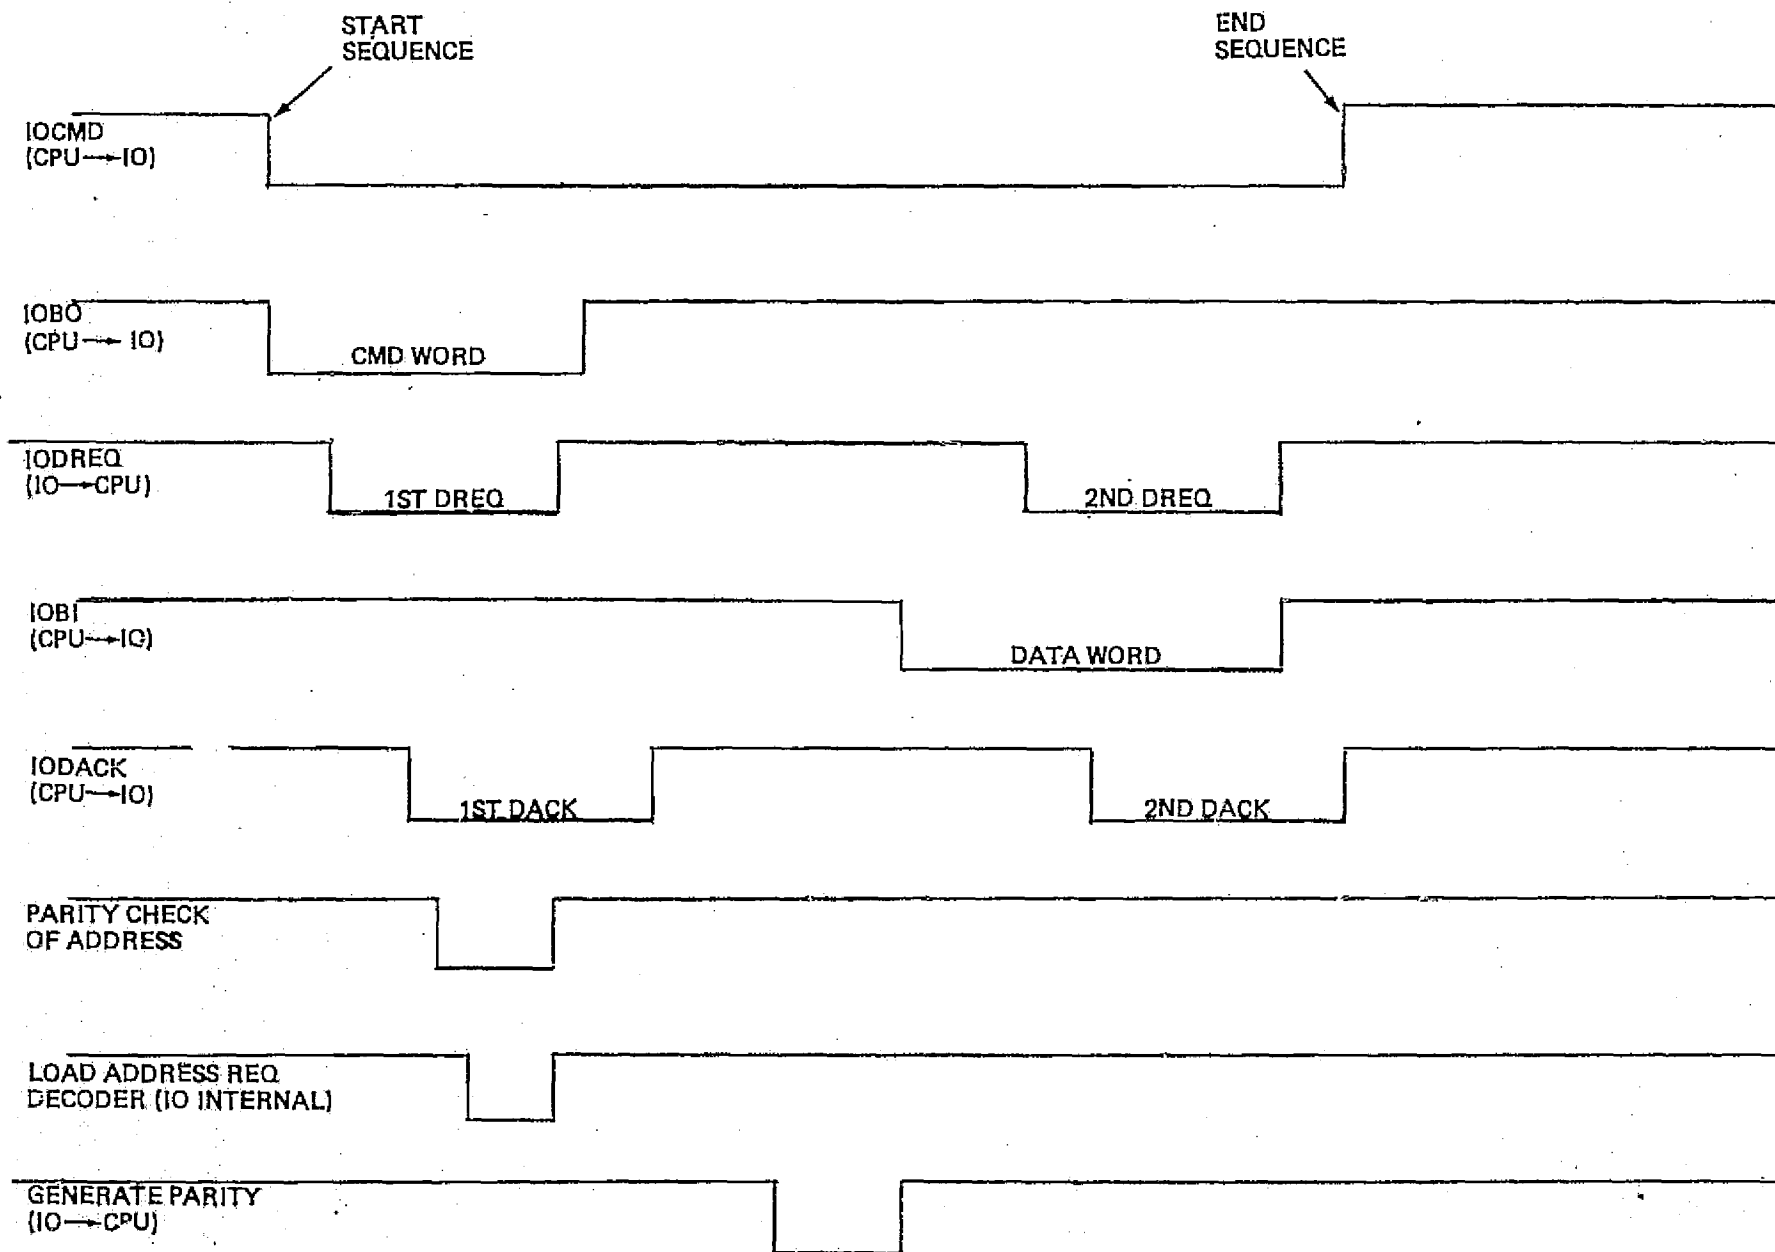 START
SEQUENCE
END
SEQUENCE
IOCMD
(CPU→IO)
IOBO
(CPU→IO)
CMD WORD
IODREQ
(IO→CPU)
1ST DREQ
2ND DREQ
IOBI
(CPU→IO)
DATA WORD
IODACK
(CPU→IO)
1ST DACK
2ND DACK
PARITY CHECK
OF ADDRESS
LOAD ADDRESS REQ
DECODER (IO INTERNAL)
GENERATE PARITY
(IO→CPU)